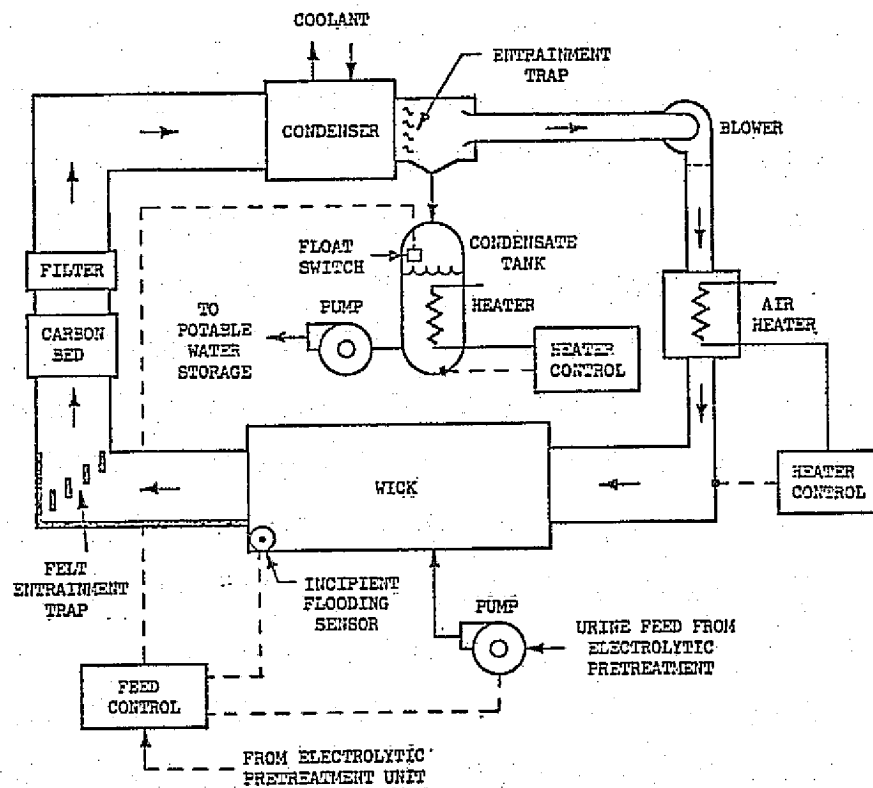 COOLANT
ENTRAINMENT
TRAP
CONDENSER
BLOWER
FLOAT
SWITCH
CONDENSATE
TANK
FILTER
HEATER
AIR
HEATER
PUMP
TO
POTABLE
WATER
STORAGE
CARBON
BED
HEATER
CONTROL
WICK
HEATER
CONTROL
FELT
ENTRAINMENT
TRAP
INCIPIENT
FLOODING
SENSOR
PUMP
URINE FEED FROM
ELECTROLYTIC
PRETREATMENT
FEED
CONTROL
FROM ELECTROLYTIC
PRETREATMENT UNIT